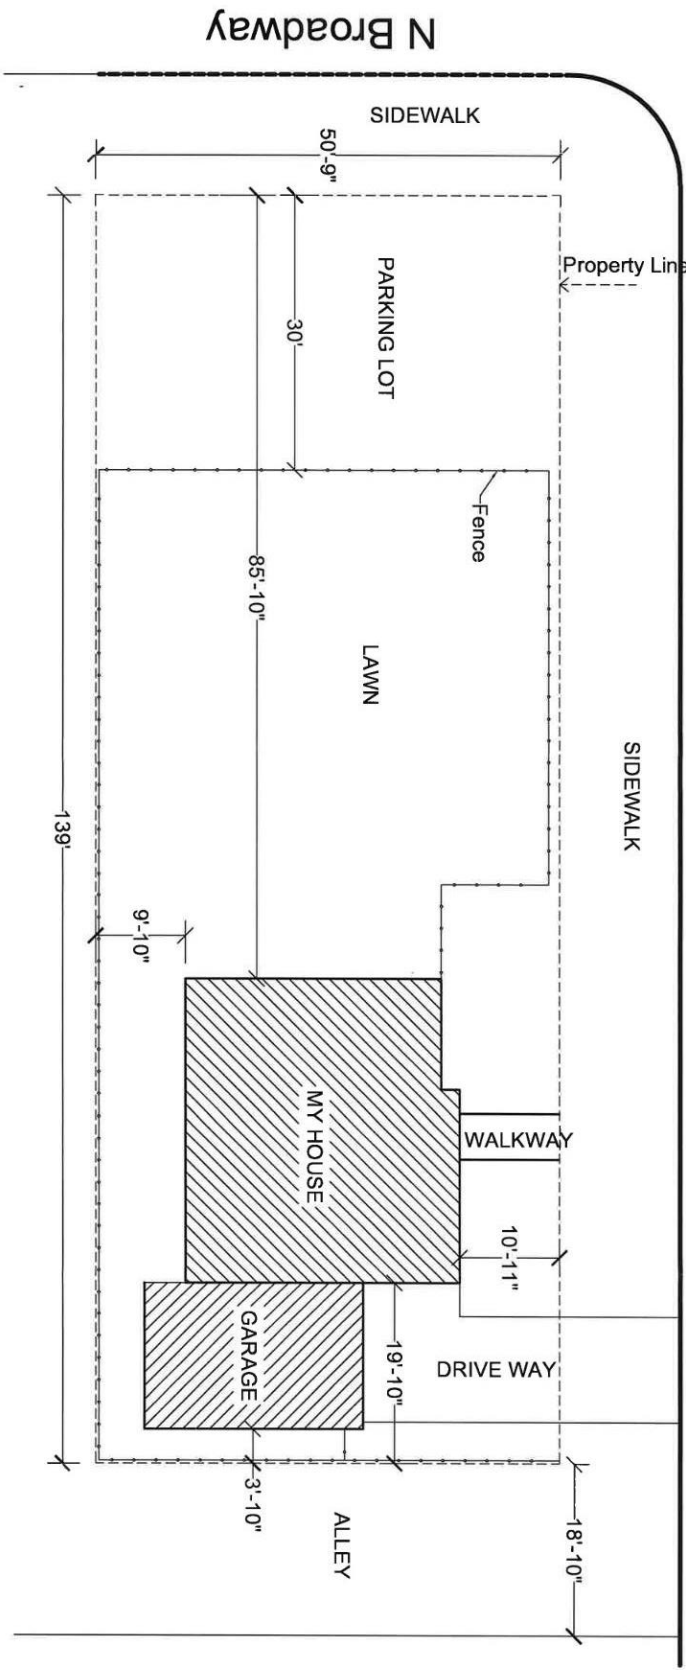 N Broadway
SIDEWALK
50'-9"
Property Line
PARKING LOT
30'
Fence
85'-10"
LAWN
SIDEWALK
139'
9'-10"
MY HOUSE
WALKWAY
10'-11"
GARAGE
19'-10"
DRIVE WAY
3'-10"
ALLEY
18'-10"